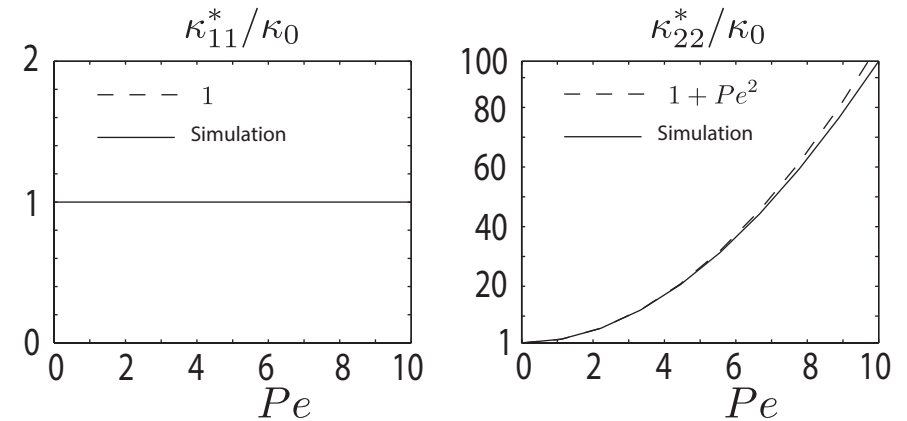 κ*₁₁/κ₀
2
1
0
1
Simulation
0 2 4 6 8 10
Pe
κ*₂₂/κ₀
100
80
60
40
20
1
1 + Pe²
Simulation
0 2 4 6 8 10
Pe